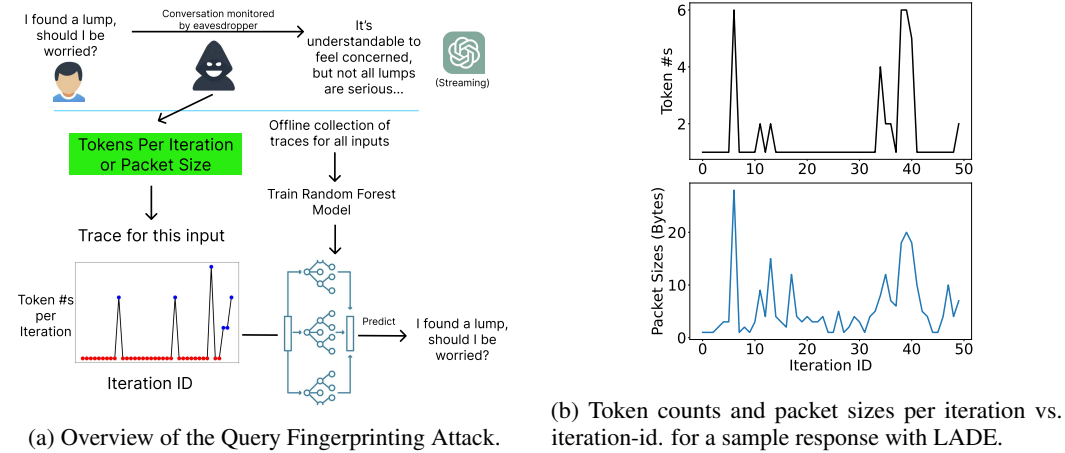 I found a lump,
should I be
worried?
Conversation monitored
by eavesdropper
It's
understandable to
feel concerned,
but not all lumps
are serious...
(Streaming)
Tokens Per Iteration
or Packet Size
Offline collection of
traces for all inputs
Train Random Forest
Model
Trace for this input
Token #s
per
Iteration
Iteration ID
Predict
I found a lump,
should I be
worried?
(a) Overview of the Query Fingerprinting Attack.
Token #s
6
4
2
0 10 20 30 40 50
Packet Sizes (Bytes)
20
10
0
0 10 20 30 40 50
Iteration ID
(b) Token counts and packet sizes per iteration vs.
iteration-id. for a sample response with LADE.